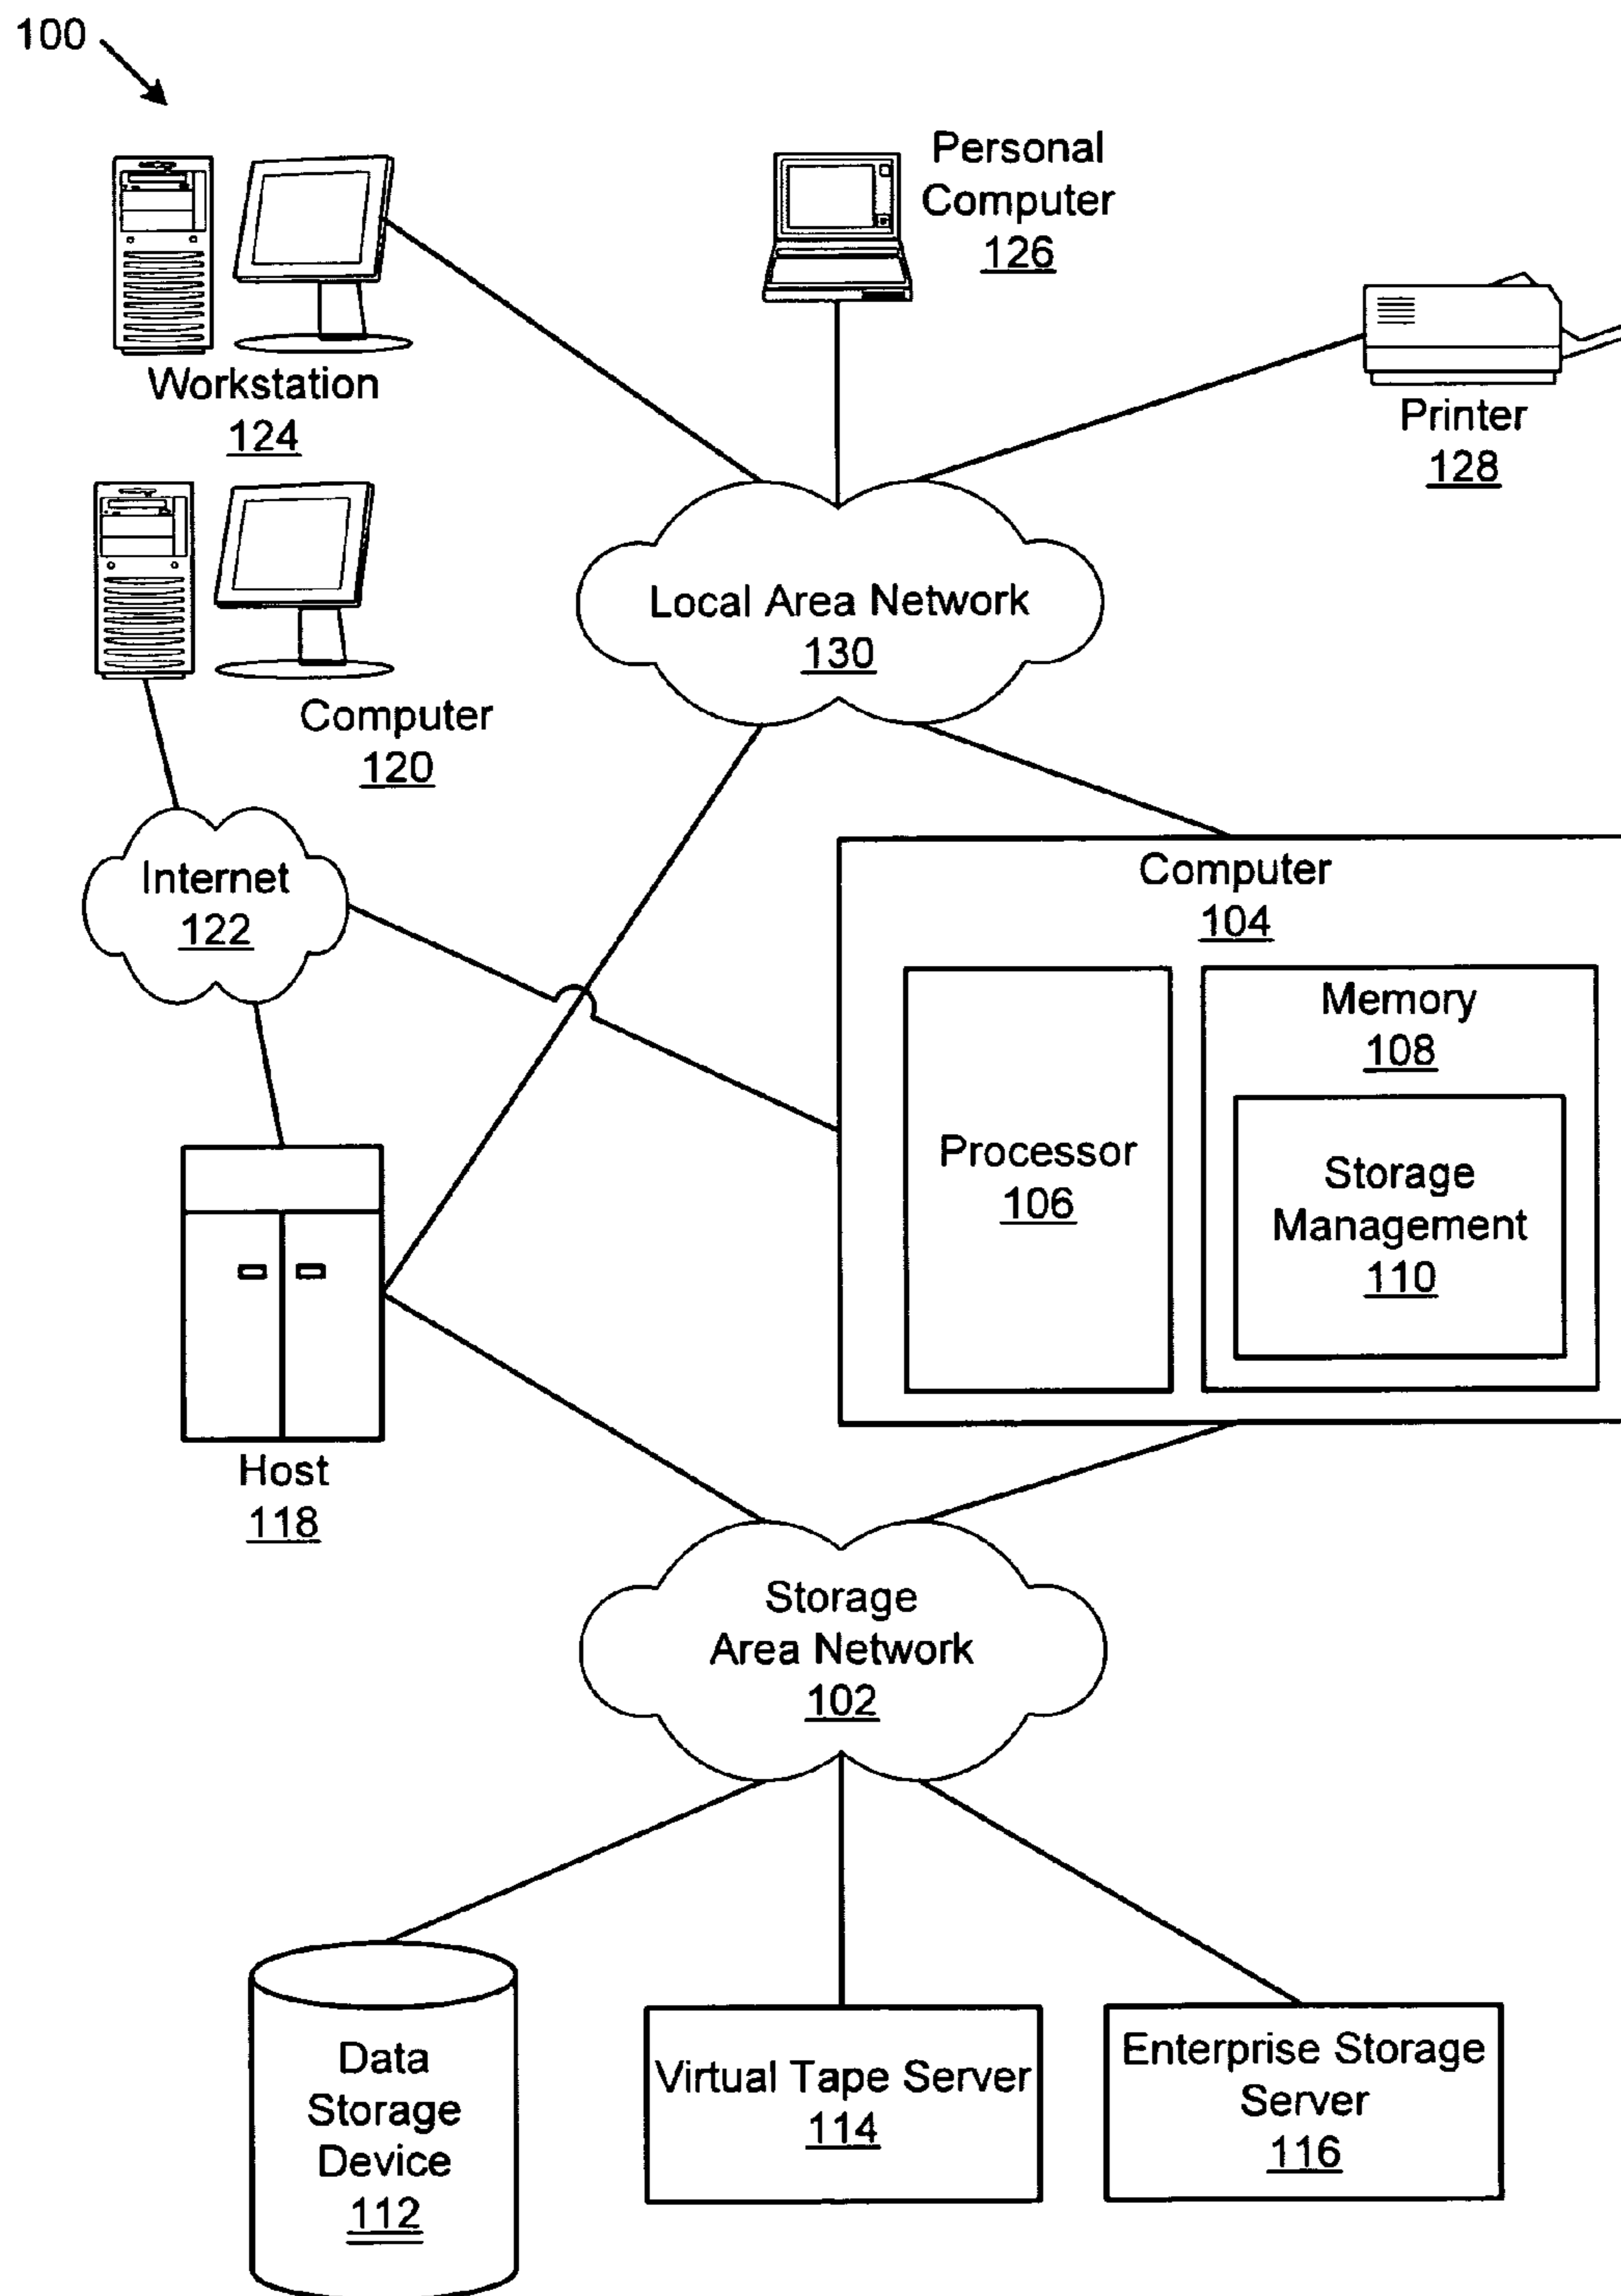 100
Personal
Computer
126
Workstation
124
Printer
128
Local Area Network
130
Computer
120
Internet
122
Computer
104
Processor
106
Memory
108
Storage
Management
110
Host
118
Storage
Area Network
102
Data
Storage
Device
112
Virtual Tape Server
114
Enterprise Storage
Server
116